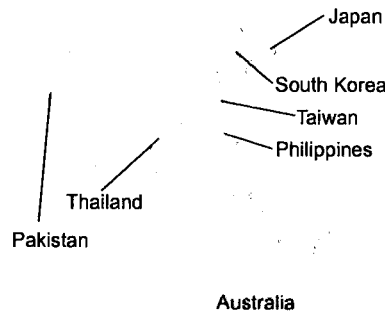 Japan
South Korea
Taiwan
Philippines
Thailand
Pakistan
Australia